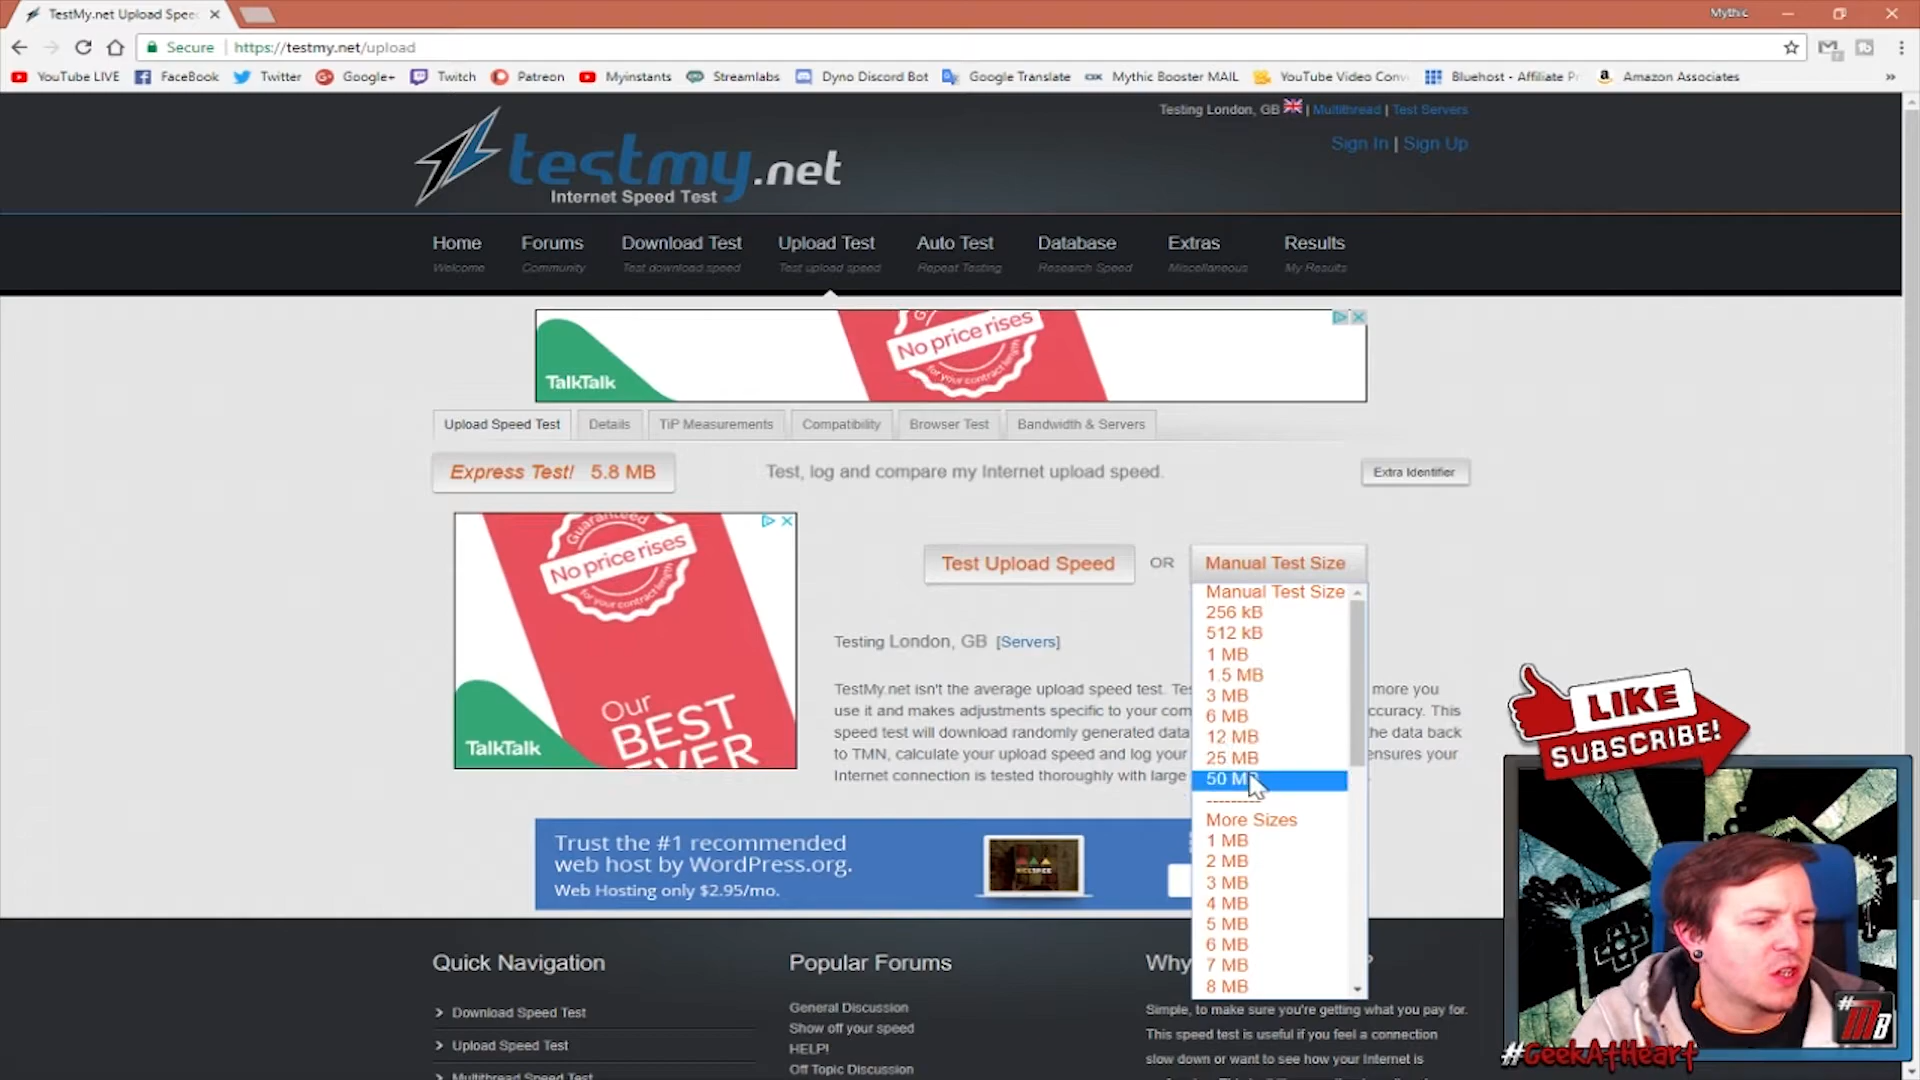 TestMy.net Upload Spee
Mythic
Secure https://testmy.net/upload
YouTube LIVE FaceBook Twitter Google+ Twitch Patreon Myinstants Streamlabs Dyno Discord Bot Google Translate Mythic Booster MAIL YouTube Video Conv Bluehost - Affiliate Pr Amazon Associates »
Testing London, GB | Multithread | Test Servers
Sign In | Sign Up
testmy.net
Internet Speed Test
Home Forums Download Test Upload Test Auto Test Database Extras Results
Welcome Community Test download speed Test upload speed Repeat Testing Research Speed Miscellaneous My Results
No price rises
for your contract length
TalkTalk
Upload Speed Test Details TiP Measurements Compatibility Browser Test Bandwidth & Servers
Express Test! 5.8 MB Test, log and compare my Internet upload speed. Extra Identifier
Guaranteed
No price rises
for your contract length
Our
BEST
EVER
TalkTalk
Test Upload Speed OR Manual Test Size
Manual Test Size
256 kB
512 kB
1 MB
1.5 MB
3 MB
6 MB
12 MB
25 MB
50 MB
----------
More Sizes
1 MB
2 MB
3 MB
4 MB
5 MB
6 MB
7 MB
8 MB
Testing London, GB [Servers]
TestMy.net isn't the average upload speed test. Tes more you
use it and makes adjustments specific to your com ccuracy. This
speed test will download randomly generated data the data back
to TMN, calculate your upload speed and log your ensures your
Internet connection is tested thoroughly with large
Trust the #1 recommended
web host by WordPress.org.
Web Hosting only $2.95/mo.
LIKE
SUBSCRIBE!
Quick Navigation
Download Test Speed
Upload Speed Test
Multithread Speed Test
Popular Forums
General Discussion
Show off your speed
HELP!
Off Topic Discussion
Why ?
Simple, to make sure you're getting what you pay for.
This speed test is useful if you feel a connection
slow down or want to see how your Internet is
#MB
#GeekAtHeart